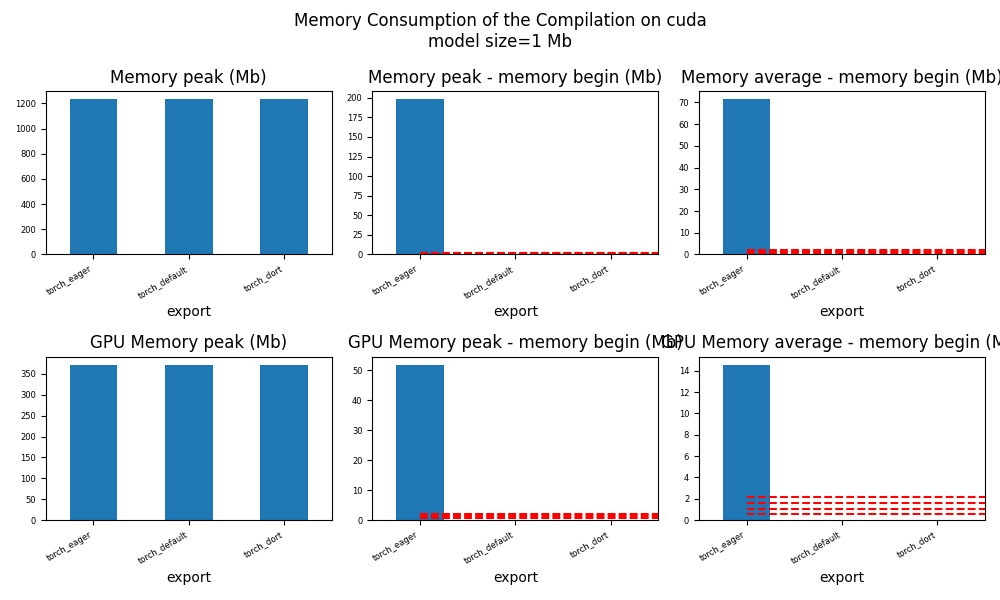 Memory Consumption of the Compilation on cuda
model size=1 Mb
Memory peak (Mb)
1200
1000
800
600
400
200
0
torch_eager
torch_default
torch_dort
export
Memory peak - memory begin (Mb)
200
175
150
125
100
75
50
25
0
torch_eager
torch_default
torch_dort
export
Memory average - memory begin (Mb)
70
60
50
40
30
20
10
0
torch_eager
torch_default
torch_dort
export
GPU Memory peak (Mb)
350
300
250
200
150
100
50
0
torch_eager
torch_default
torch_dort
export
GPU Memory peak - memory begin (Mb)
50
40
30
20
10
0
torch_eager
torch_default
torch_dort
export
GPU Memory average - memory begin (M
14
12
10
8
6
4
2
0
torch_eager
torch_default
torch_dort
export